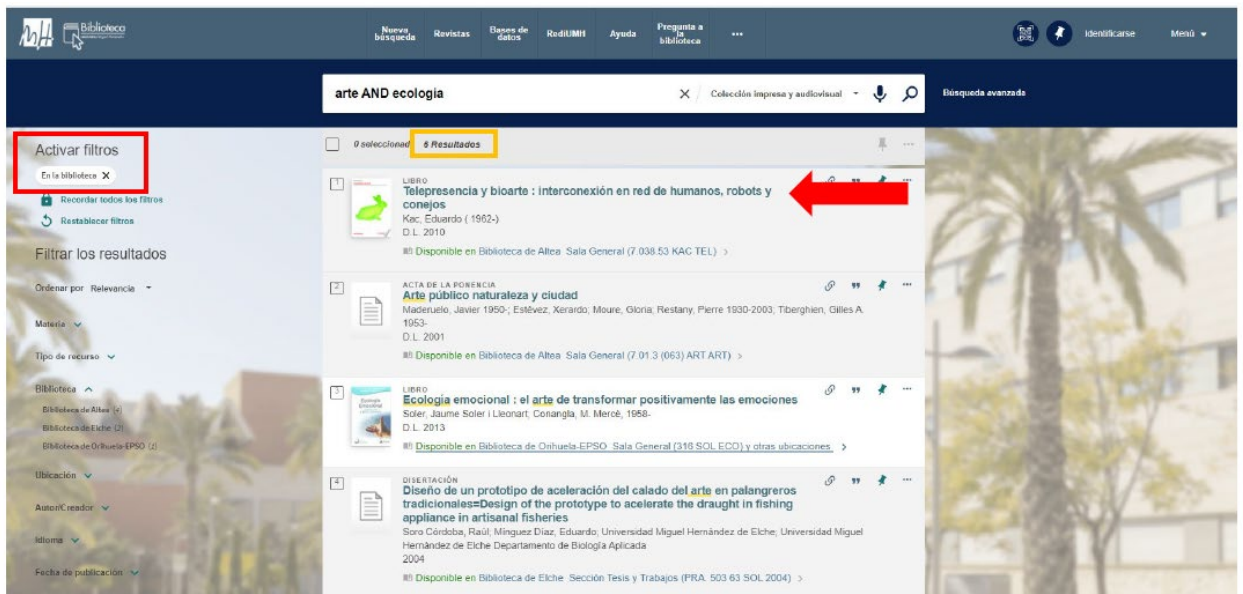 Biblioteca
Nueva búsqueda
Revistas
Bases de datos
RediUMH
Ayuda
Pregunta a la biblioteca
Identificarse
Menú
arte AND ecologia
Colección impresa y audiovisual
Búsqueda avanzada
Activar filtros
En la biblioteca X
Recordar todos los filtros
Restablecer filtros
Filtrar los resultados
Ordenar por Relevancia
Materia
Tipo de recurso
Biblioteca
Biblioteca de Altea (4)
Biblioteca de Elche (2)
Biblioteca de Orihuela-EPSO (2)
Ubicación
Autor/Creador
Idioma
Fecha de publicación
0 seleccionad
6 Resultados
1
LIBRO
Telepresencia y bioarte : interconexión en red de humanos, robots y
conejos
Kac, Eduardo ( 1962-)
D.L. 2010
Disponible en Biblioteca de Altea Sala General (7.038.53 KAC TEL) >
2
ACTA DE LA PONENCIA
Arte público naturaleza y ciudad
Maderuelo, Javier 1950-; Estévez, Xerardo; Moure, Gloria; Restany, Pierre 1930-2003; Tiberghien, Gilles A.
1953-
D.L. 2001
Disponible en Biblioteca de Altea Sala General (7.01.3 (063) ART ART) >
3
LIBRO
Ecología emocional : el arte de transformar positivamente las emociones
Soler, Jaume Soler i Lleonart; Conangla, M. Mercè, 1958-
D.L. 2013
Disponible en Biblioteca de Orihuela-EPSO Sala General (316 SOL ECO) y otras ubicaciones >
4
DISERTACIÓN
Diseño de un prototipo de aceleración del calado del arte en palangreros
tradicionales=Design of the prototype to acelerate the draught in fishing
appliance in artisanal fisheries
Soro Córdoba, Raúl; Mínguez Díaz, Eduardo; Universidad Miguel Hernández de Elche; Universidad Miguel
Hernández de Elche Departamento de Biología Aplicada
2004
Disponible en Biblioteca de Elche Sección Tesis y Trabajos (PRA. 503 63 SOL 2004) >